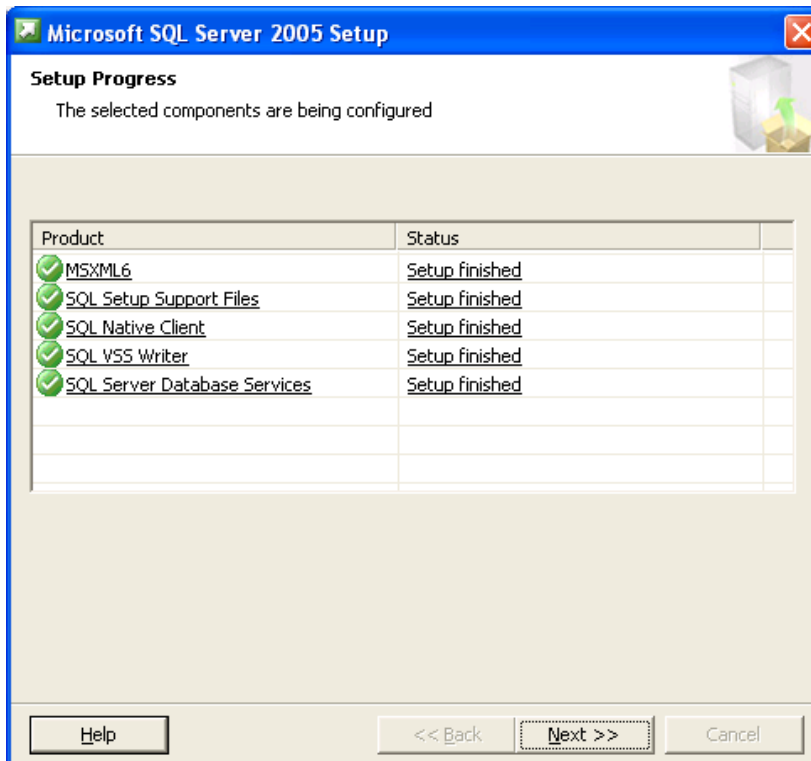 Microsoft SQL Server 2005 Setup
Setup Progress
The selected components are being configured
Product Status
MSXML6 Setup finished
SQL Setup Support Files Setup finished
SQL Native Client Setup finished
SQL VSS Writer Setup finished
SQL Server Database Services Setup finished
Help << Back Next >> Cancel